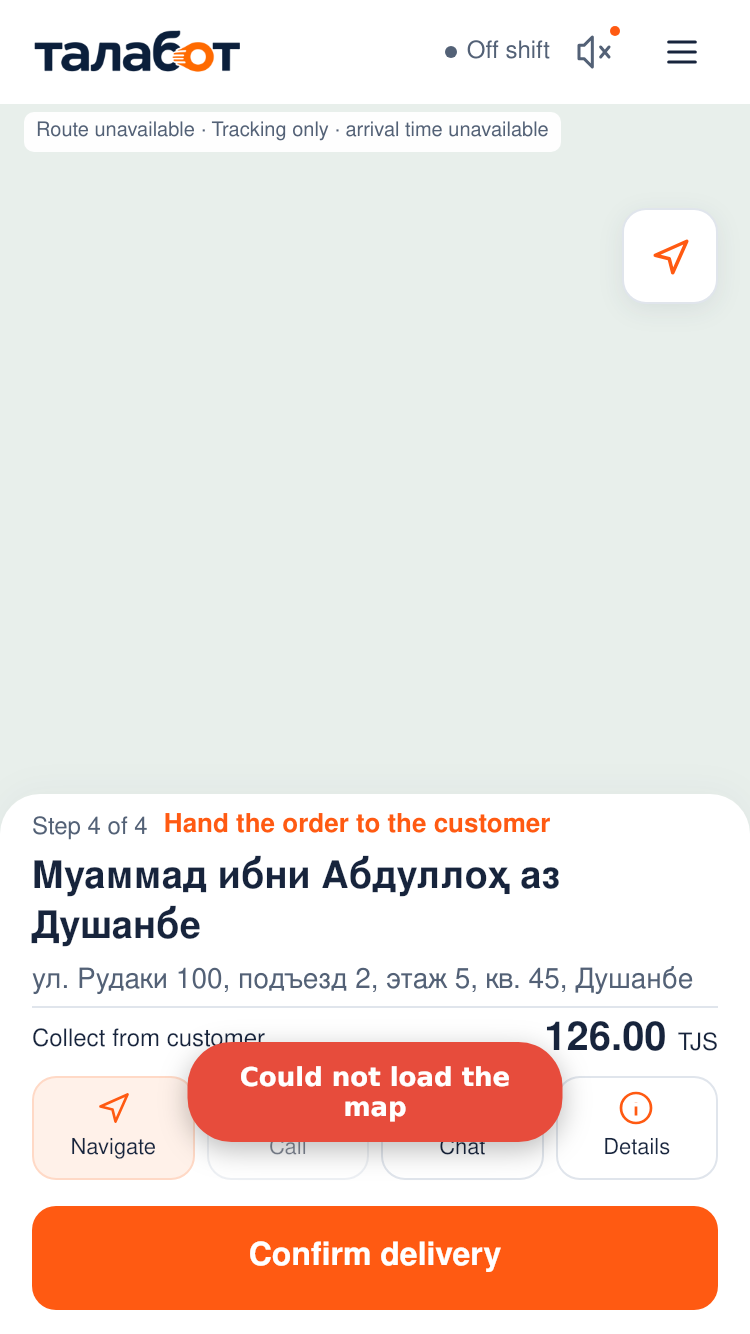 талабот
Off shift
Route unavailable · Tracking only · arrival time unavailable
Step 4 of 4 Hand the order to the customer
Муаммад ибни Абдуллоҳ аз
Душанбе
ул. Рудаки 100, подъезд 2, этаж 5, кв. 45, Душанбе
Collect from customer 126.00 TJS
Could not load the
map
Navigate Call Chat Details
Confirm delivery